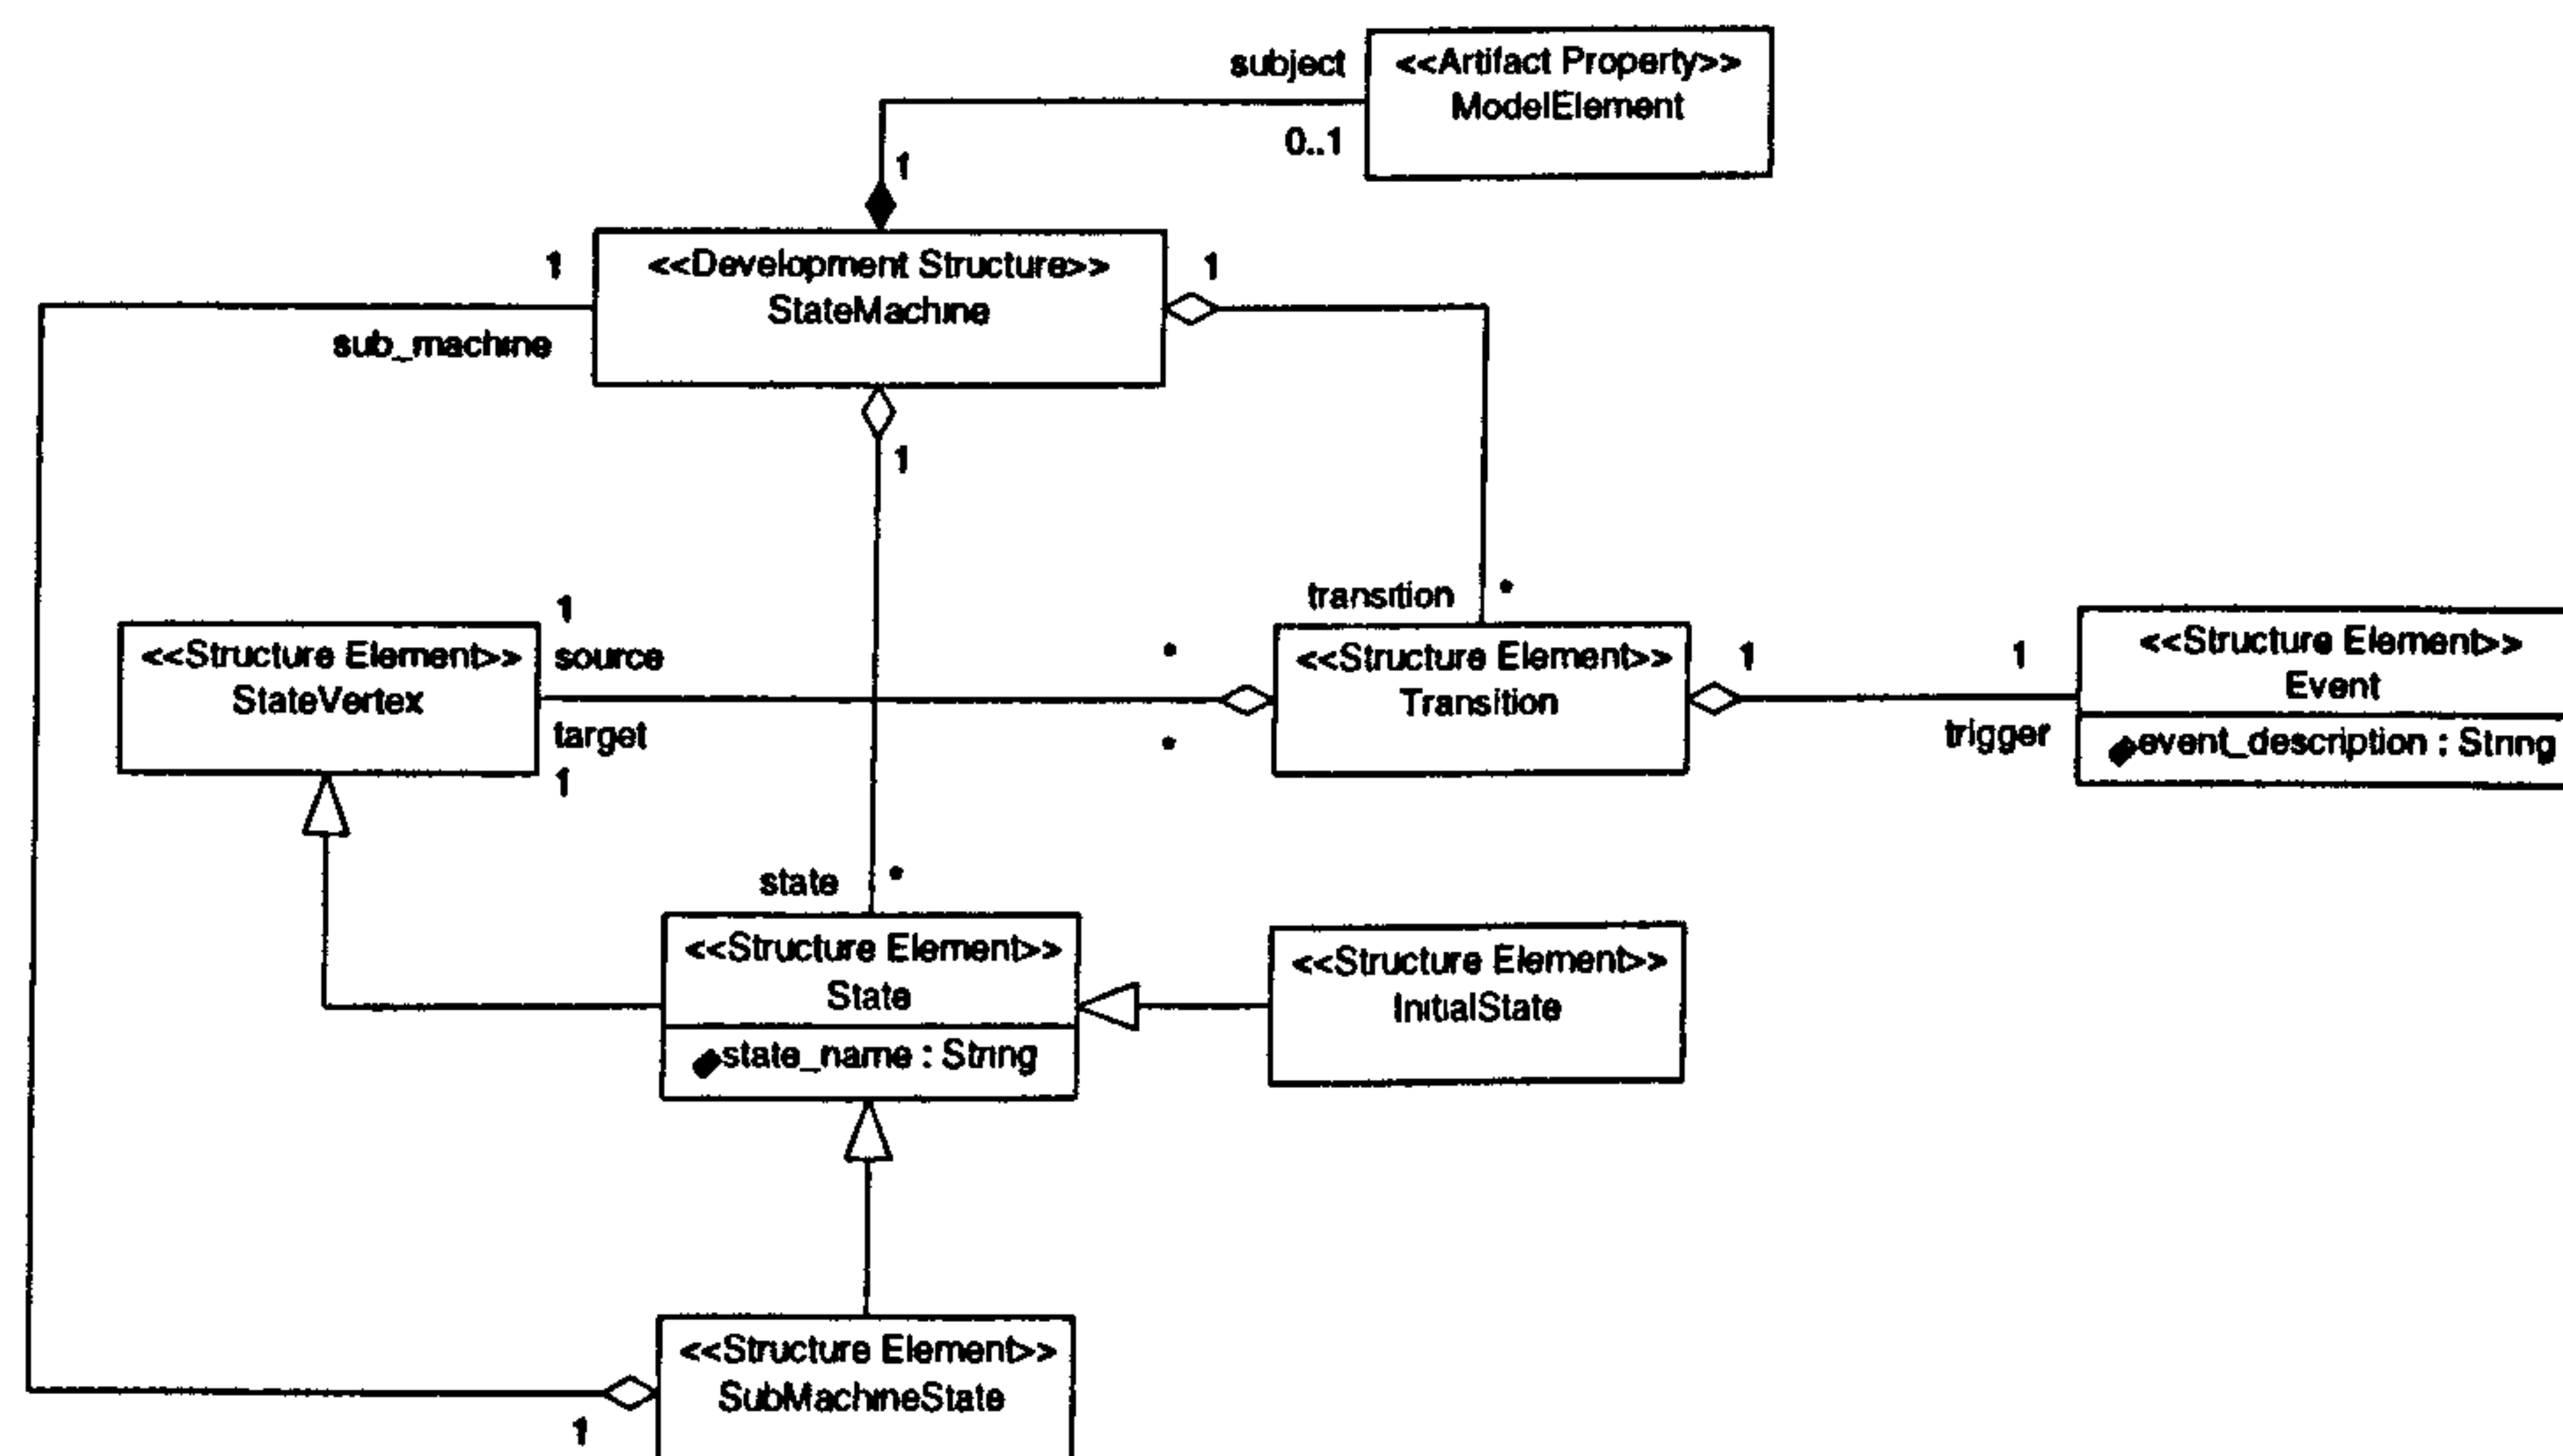 subject
<<Artifact Property>>
ModelElement
0..1
1
1
<<Development Structure>>
StateMachine
1
sub_machine
1
transition
*
1
<<Structure Element>>
StateVertex
source
target
1
*
*
<<Structure Element>>
Transition
1
1
trigger
<<Structure Element>>
Event
event_description : String
state
*
<<Structure Element>>
State
state_name : String
<<Structure Element>>
InitialState
<<Structure Element>>
SubMachineState
1